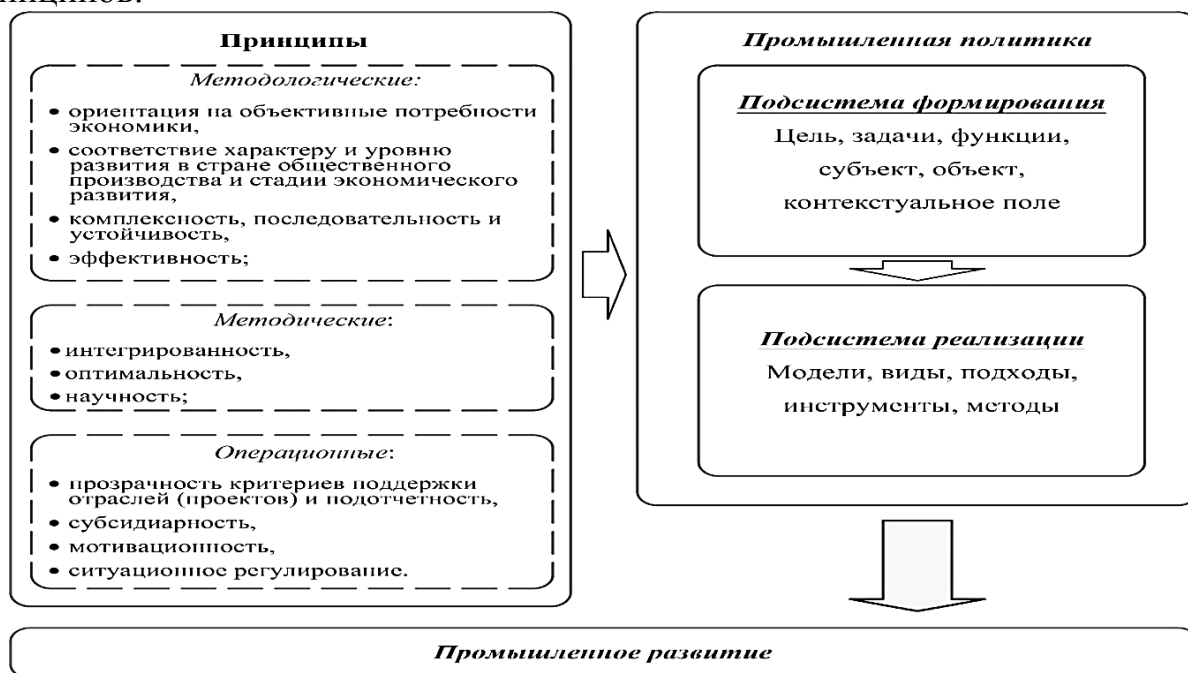 Принципы
Методологические:
• ориентация на объективные потребности
экономики,
• соответствие характеру и уровню
развития в стране общественного
производства и стадии экономического
развития,
• комплексность, последовательность и
устойчивость,
• эффективность;
Методические:
• интегрированность,
• оптимальность,
• научность;
Операционные:
• прозрачность критериев поддержки
отраслей (проектов) и подотчетность,
• субсидиарность,
• мотивационность,
• ситуационное регулирование.
Промышленная политика
Подсистема формирования
Цель, задачи, функции,
субъект, объект,
контекстуальное поле
Подсистема реализации
Модели, виды, подходы,
инструменты, методы
Промышленное развитие